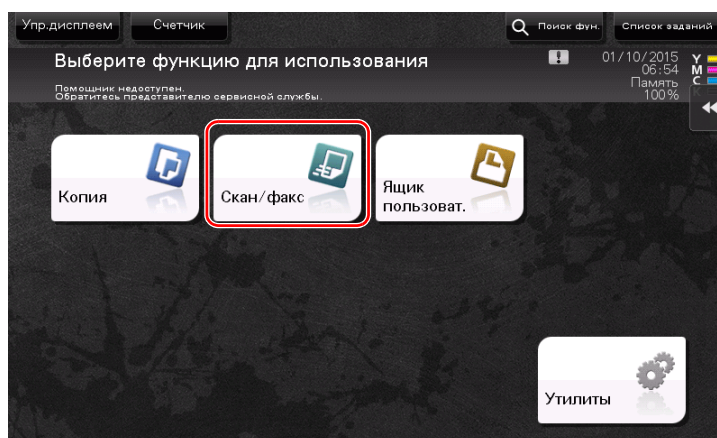 Упр.дисплеем Счетчик Поиск фун. Список заданий
Выберите функцию для использования
Помощник недоступен.
Обратитесь представителю сервисной службы.
01/10/2015
06:54
Память
100%
Y
M
C
K
Копия
Скан/факс
Ящик
пользоват.
Утилиты